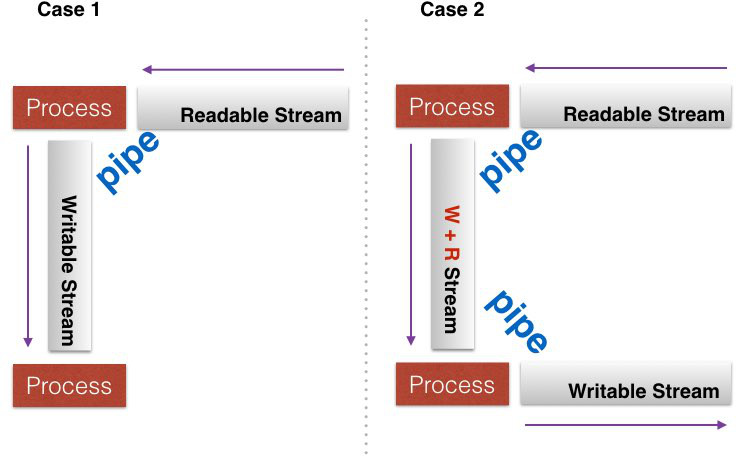 Case 1
Process
Readable Stream
pipe
Writable Stream
Process
Case 2
Process
Readable Stream
pipe
W + R Stream
pipe
Process
Writable Stream